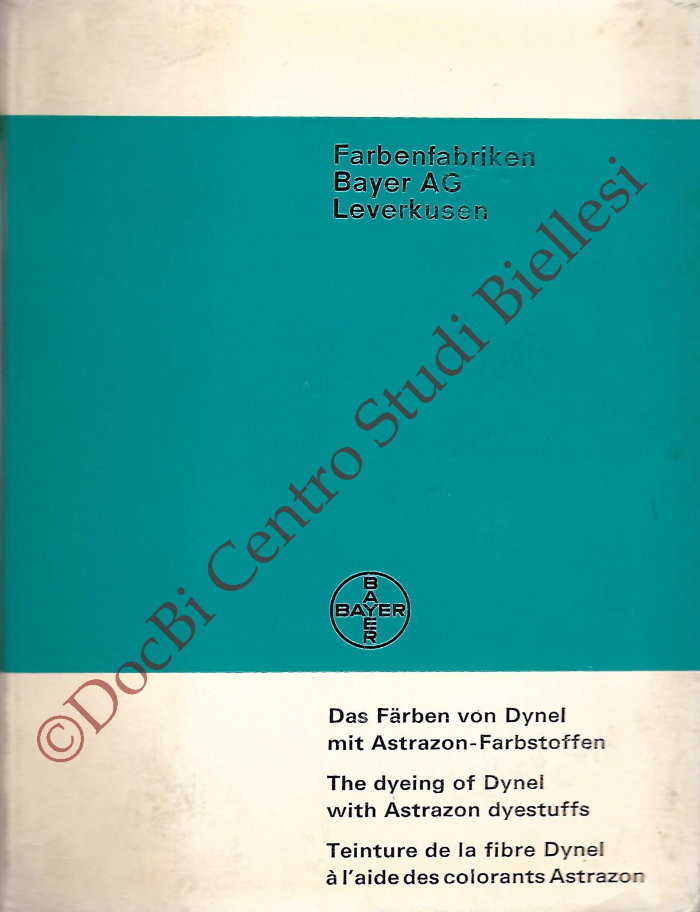 Farbenfabriken
Bayer AG
Leverkusen
©DocBi Centro Studi Biellesi
BAYER
BAYER
Das Färben von Dynel
mit Astrazon-Farbstoffen
The dyeing of Dynel
with Astrazon dyestuffs
Teinture de la fibre Dynel
à l'aide des colorants Astrazon